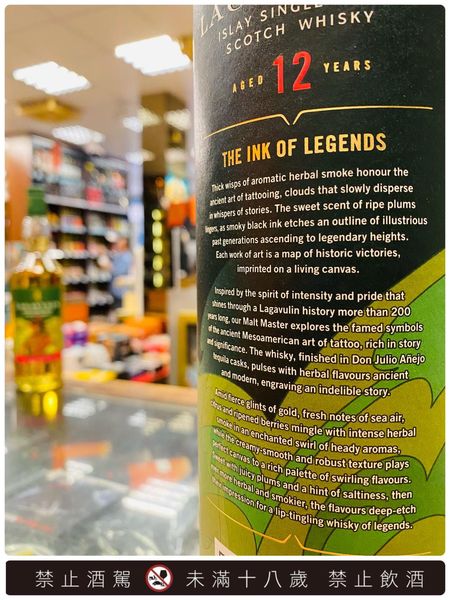 ISLAY SINGLE
SCOTCH WHISKY
AGED 12 YEARS
THE INK OF LEGENDS
Thick wisps of aromatic herbal smoke honour the
ancient art of tattooing, clouds that slowly disperse
in whispers of stories. The sweet scent of ripe plums
lingers, as smoky black ink etches an outline of illustrious
past generations ascending to legendary heights.
Each work of art is a map of historic victories,
imprinted on a living canvas.
Inspired by the spirit of intensity and pride that
shines through a Lagavulin history more than 200
years long, our Malt Master explores the famed symbols
of the ancient Mesoamerican art of tattoo, rich in story
and significance. The whisky, finished in Don Julio Añejo
tequila casks, pulses with herbal flavours ancient
and modern, engraving an indelible story.
Amid fierce glints of gold, fresh notes of sea air,
citrus and ripened berries mingle with intense herbal
smoke in an enchanted swirl of heady aromas,
while the creamy-smooth and robust texture plays
perfect canvas to a rich palette of swirling flavours.
with juicy plums and a hint of saltiness, then
ever more herbal and smokier, the flavours deep-etch
impression for a lip-tingling whisky of legends.
禁止酒駕 未滿十八歲 禁止飲酒